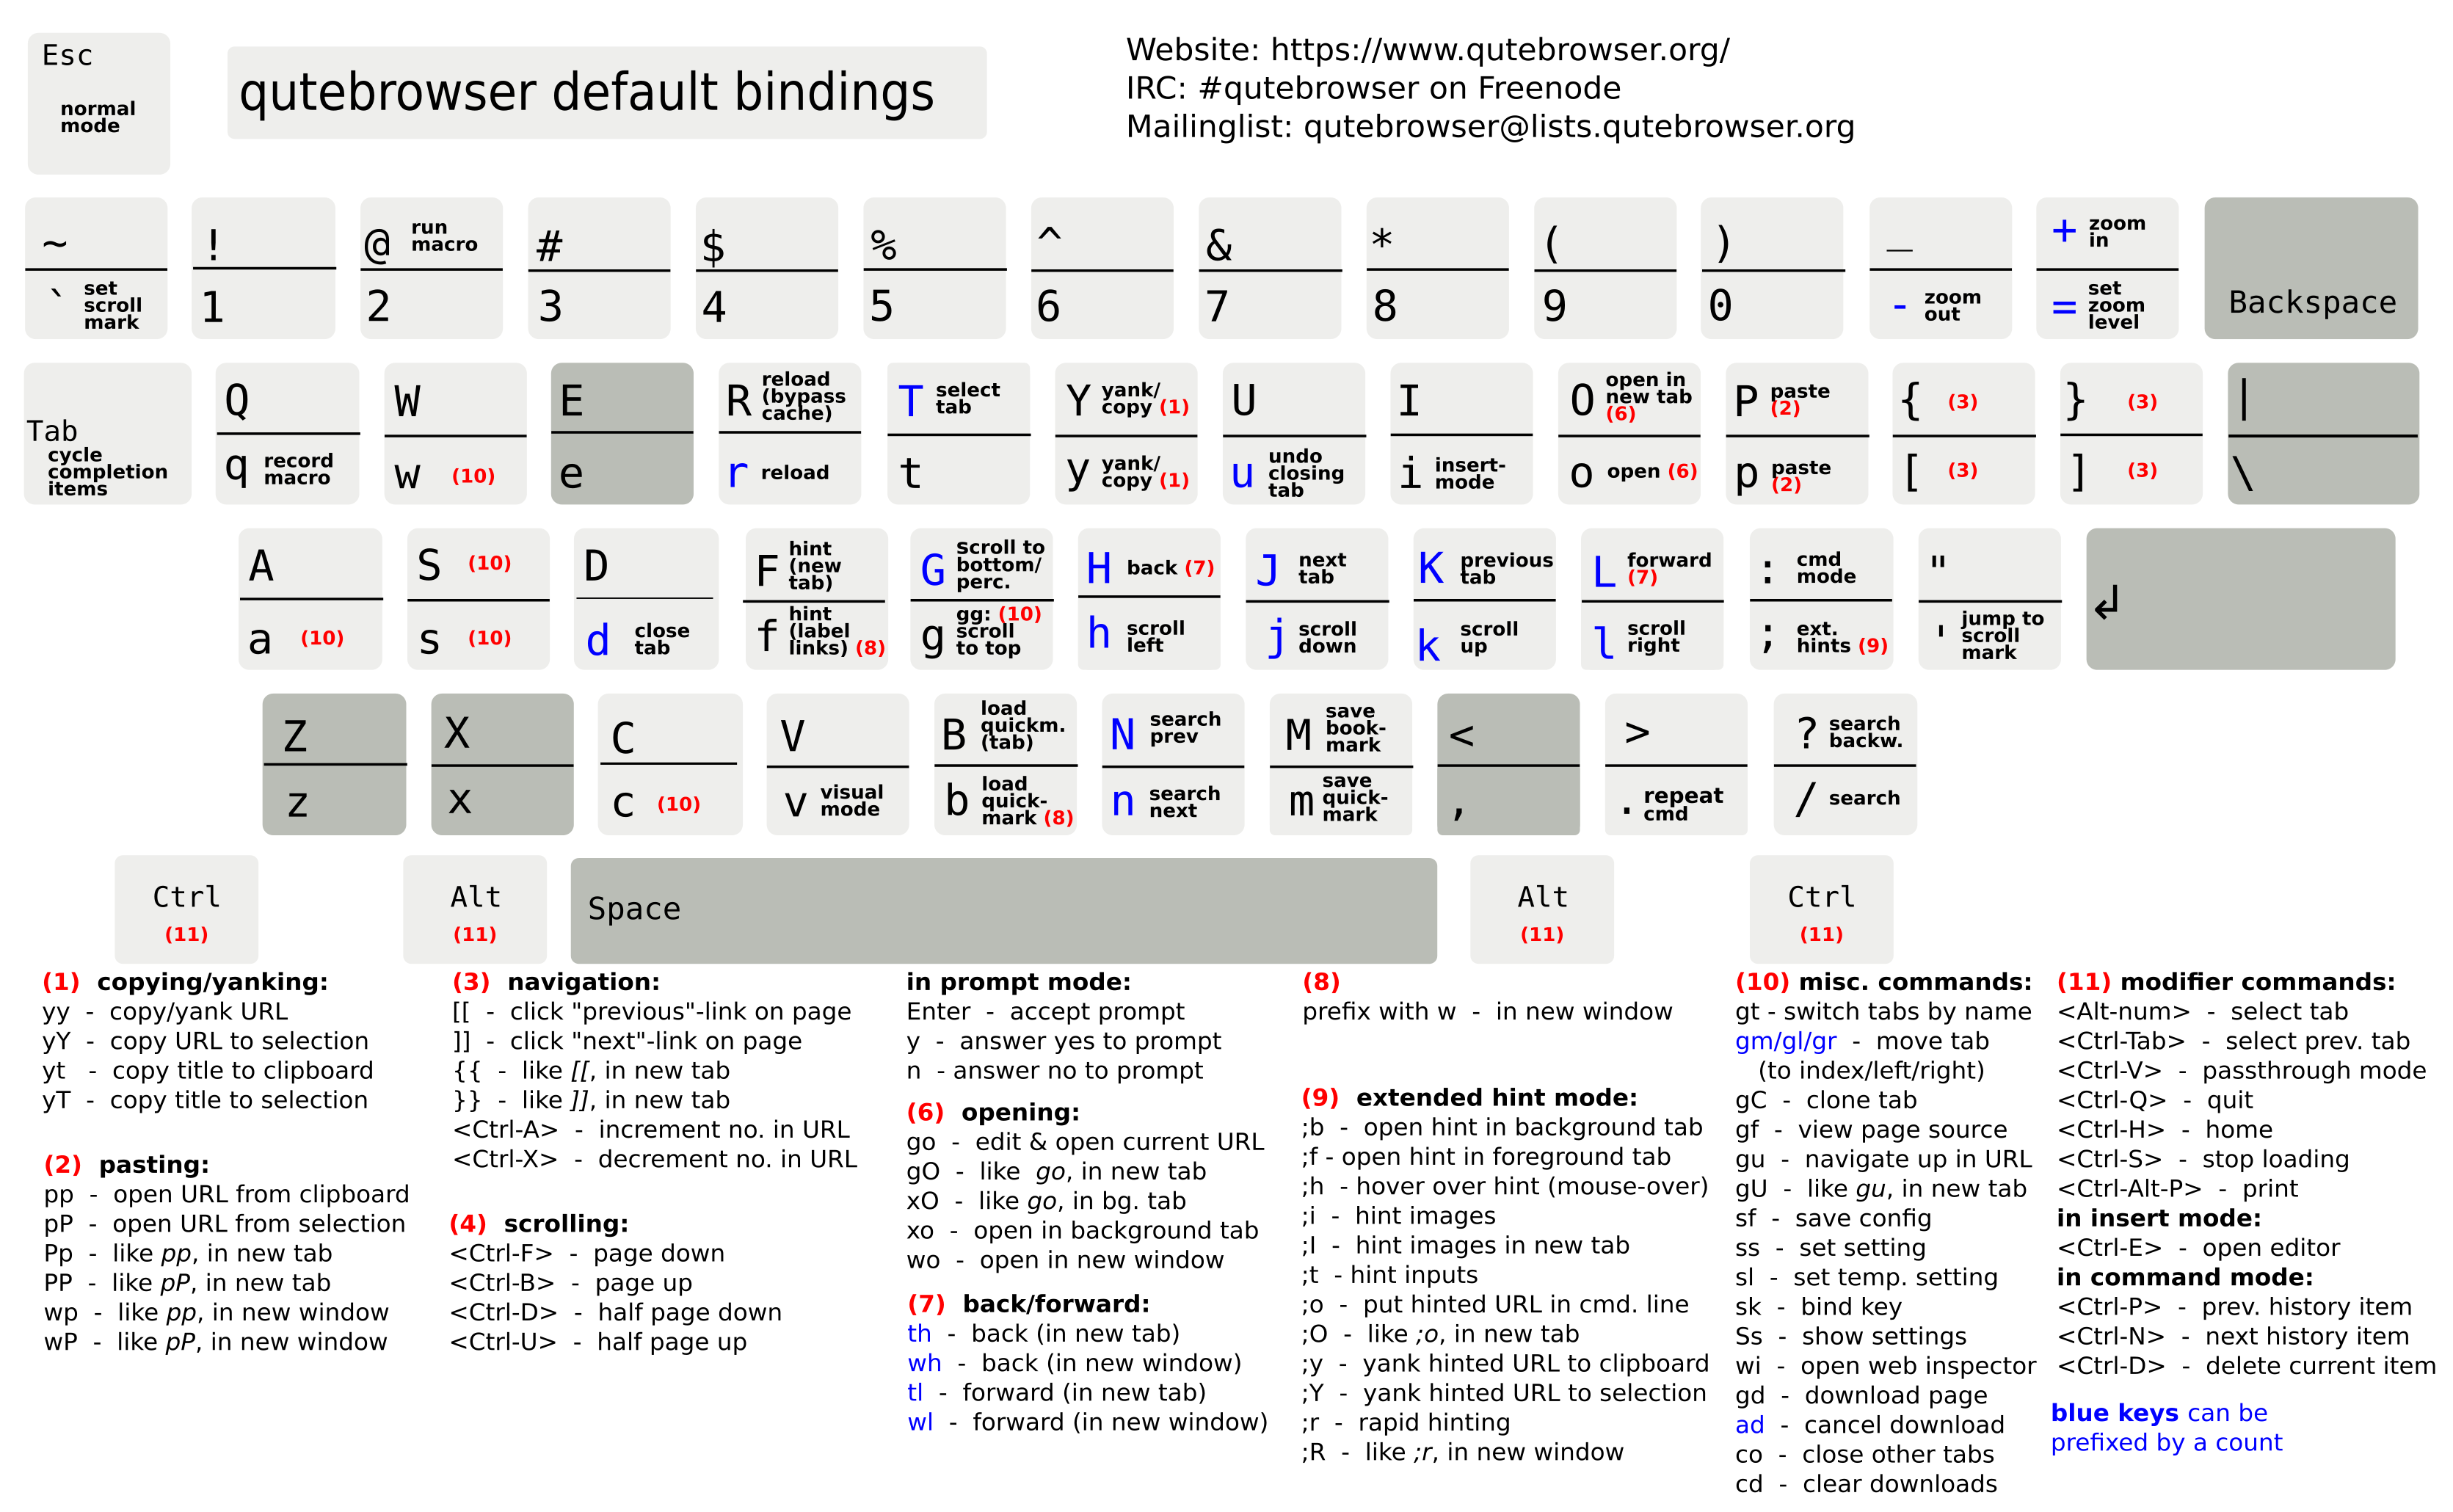 Esc
normal
mode
qutebrowser default bindings
Website: https://www.qutebrowser.org/
IRC: #qutebrowser on Freenode
Mailinglist: qutebrowser@lists.qutebrowser.org
~
` set
scroll
mark
!
1
@ run
macro
2
#
3
$
4
%
5
^
6
&
7
*
8
(
9
)
0
_
- zoom
out
+ zoom
in
= set
zoom
level
Backspace
Tab
cycle
completion
items
Q
q record
macro
W
w (10)
E
e
R reload
(bypass
cache)
r reload
T select
tab
t
Y yank/
copy (1)
y yank/
copy (1)
U
u undo
closing
tab
I
i insert-
mode
O open in
new tab
(6)
o open (6)
P paste
(2)
p paste
(2)
{ (3)
[ (3)
} (3)
] (3)
|
\
A
a (10)
S (10)
s (10)
D
d close
tab
F hint
(new
tab)
f hint
(label
links) (8)
G scroll to
bottom/
perc.
g gg: (10)
scroll
to top
H back (7)
h scroll
left
J next
tab
j scroll
down
K previous
tab
k scroll
up
L forward
(7)
l scroll
right
: cmd
mode
; ext.
hints (9)
"
' jump to
scroll
mark
↲
Z
z
X
x
C
c (10)
V
v visual
mode
B load
quickm.
(tab)
b load
quick-
mark (8)
N search
prev
n search
next
M save
book-
mark
m save
quick-
mark
<
,
>
. repeat
cmd
? search
backw.
/ search
Ctrl
(11)
Alt
(11)
Space
Alt
(11)
Ctrl
(11)
(1) copying/yanking:
yy - copy/yank URL
yY - copy URL to selection
yt - copy title to clipboard
yT - copy title to selection
(2) pasting:
pp - open URL from clipboard
pP - open URL from selection
Pp - like pp, in new tab
PP - like pP, in new tab
wp - like pp, in new window
wP - like pP, in new window
(3) navigation:
[[ - click "previous"-link on page
]] - click "next"-link on page
{{ - like [[, in new tab
}} - like ]], in new tab
<Ctrl-A> - increment no. in URL
<Ctrl-X> - decrement no. in URL
(4) scrolling:
<Ctrl-F> - page down
<Ctrl-B> - page up
<Ctrl-D> - half page down
<Ctrl-U> - half page up
in prompt mode:
Enter - accept prompt
y - answer yes to prompt
n - answer no to prompt
(6) opening:
go - edit & open current URL
gO - like go, in new tab
xO - like go, in bg. tab
xo - open in background tab
wo - open in new window
(7) back/forward:
th - back (in new tab)
wh - back (in new window)
tl - forward (in new tab)
wl - forward (in new window)
(8)
prefix with w - in new window
(9) extended hint mode:
;b - open hint in background tab
;f - open hint in foreground tab
;h - hover over hint (mouse-over)
;i - hint images
;I - hint images in new tab
;t - hint inputs
;o - put hinted URL in cmd. line
;O - like ;o, in new tab
;y - yank hinted URL to clipboard
;Y - yank hinted URL to selection
;r - rapid hinting
;R - like ;r, in new window
(10) misc. commands:
gt - switch tabs by name
gm/gl/gr - move tab
(to index/left/right)
gC - clone tab
gf - view page source
gu - navigate up in URL
gU - like gu, in new tab
sf - save config
ss - set setting
sl - set temp. setting
sk - bind key
Ss - show settings
wi - open web inspector
gd - download page
ad - cancel download
co - close other tabs
cd - clear downloads
(11) modifier commands:
<Alt-num> - select tab
<Ctrl-Tab> - select prev. tab
<Ctrl-V> - passthrough mode
<Ctrl-Q> - quit
<Ctrl-H> - home
<Ctrl-S> - stop loading
<Ctrl-Alt-P> - print
in insert mode:
<Ctrl-E> - open editor
in command mode:
<Ctrl-P> - prev. history item
<Ctrl-N> - next history item
<Ctrl-D> - delete current item
blue keys can be
prefixed by a count